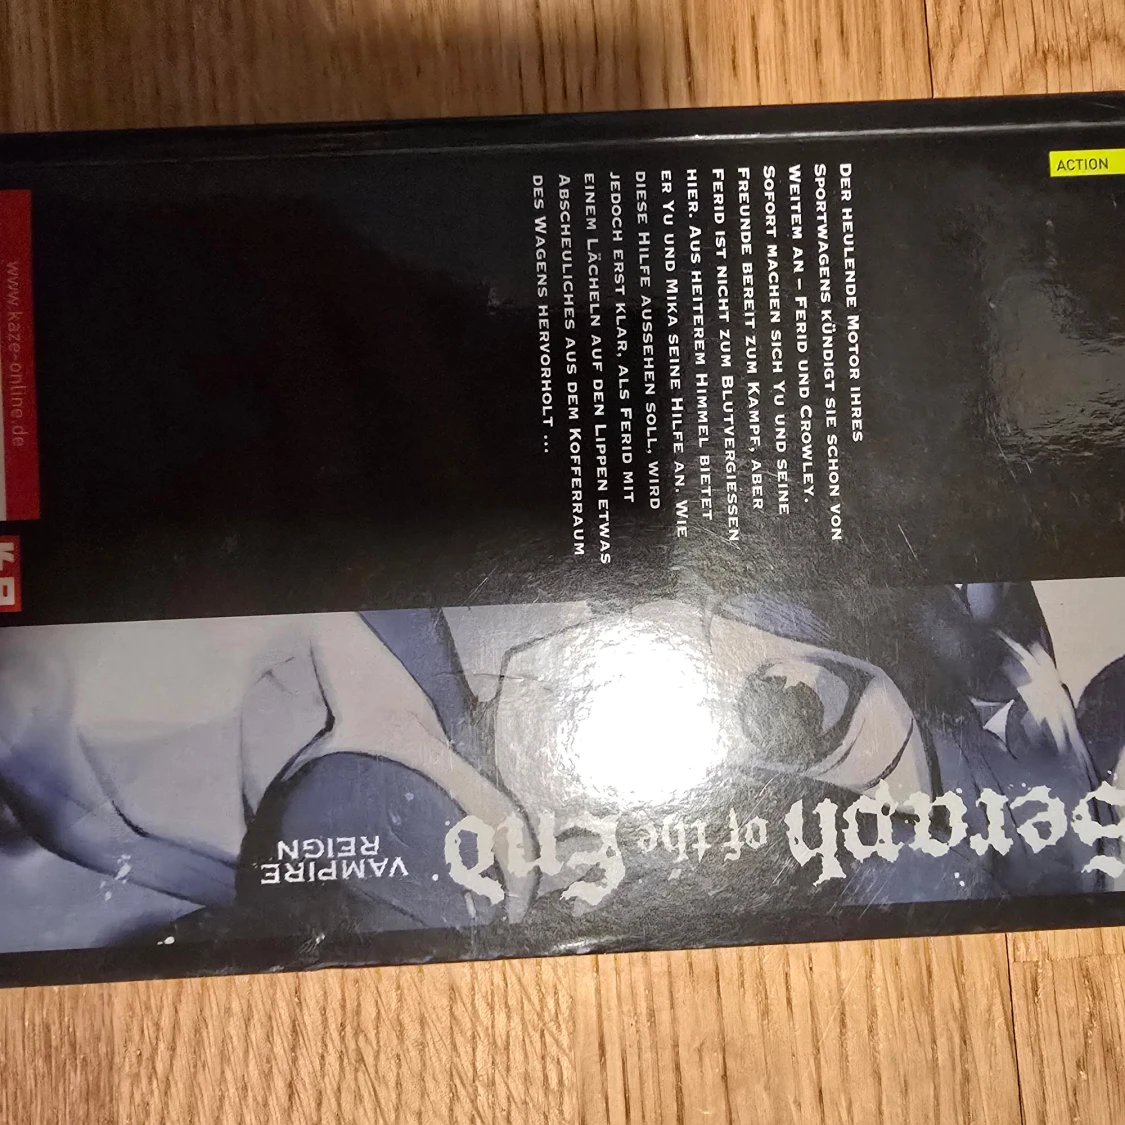 ACTION
DER HEULENDE MOTOR IHRES
SPORTWAGENS KÜNDIGT SIE SCHON VON
WEITEM AN – FERID UND CROWLEY.
SOFORT MACHEN SICH YU UND SEINE
FREUNDE BEREIT ZUM KAMPF, ABER
FERID IST NICHT ZUM BLUTVERGIESSEN
HIER. AUS HEITEREM HIMMEL BIETET
ER YU UND MIKA SEINE HILFE AN. WIE
DIESE HILFE AUSSEHEN SOLL, WIRD
JEDOCH ERST KLAR, ALS FERID MIT
EINEM LÄCHELN AUF DEN LIPPEN ETWAS
ABSCHEULICHES AUS DEM KOFFERRAUM
DES WAGENS HERVORHOLT ...
Seraph of the End
VAMPIRE
REIGN
www.kaze-online.de